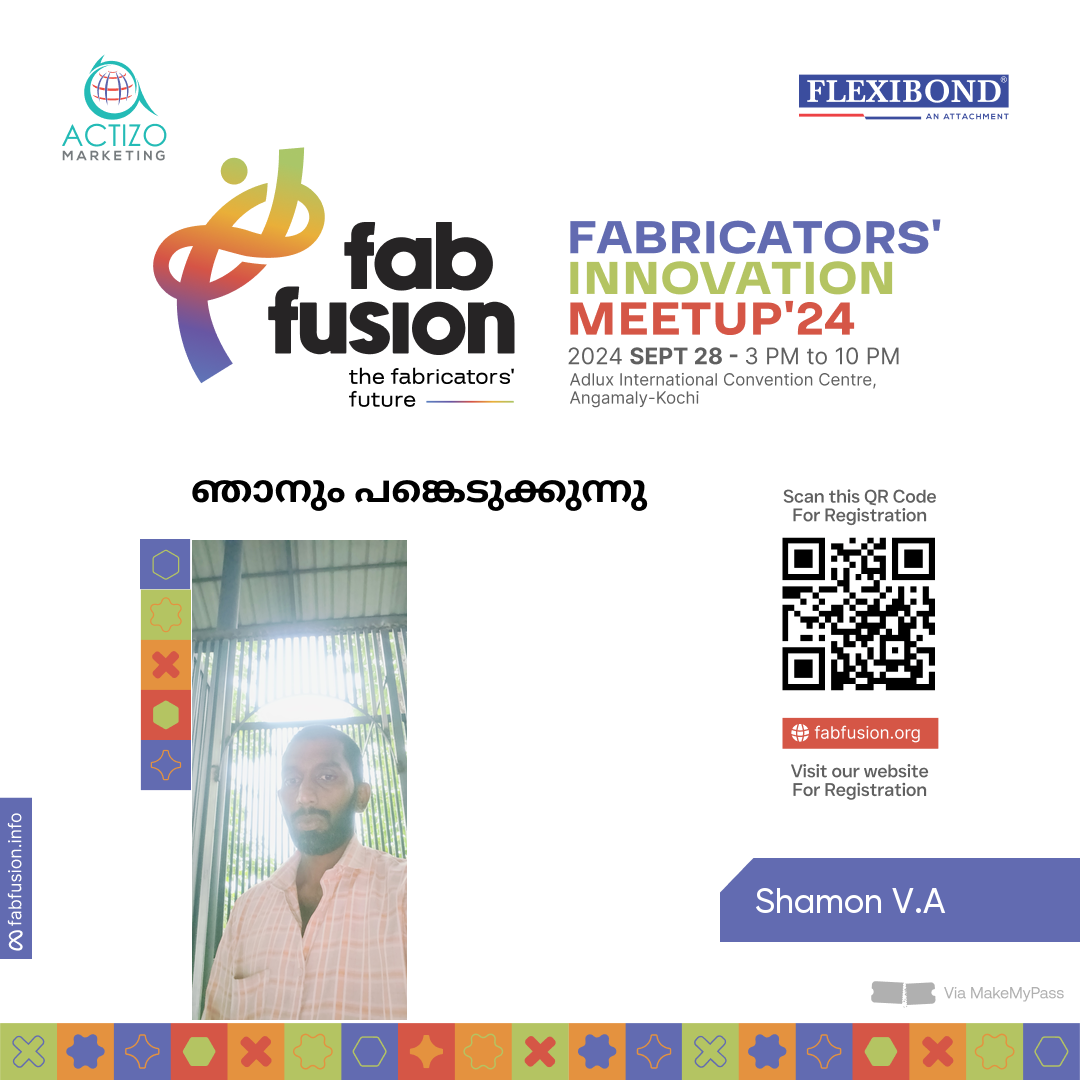 ACTIZO
MARKETING
FLEXIBOND®
AN ATTACHMENT
fab
fusion
the fabricators'
future
FABRICATORS'
INNOVATION
MEETUP'24
2024 SEPT 28 - 3 PM to 10 PM
Adlux International Convention Centre,
Angamaly-Kochi
ഞാനും പങ്കെടുക്കുന്നു
Scan this QR Code
For Registration
fabfusion.org
Visit our website
For Registration
fabfusion.info
Shamon V.A
Via MakeMyPass